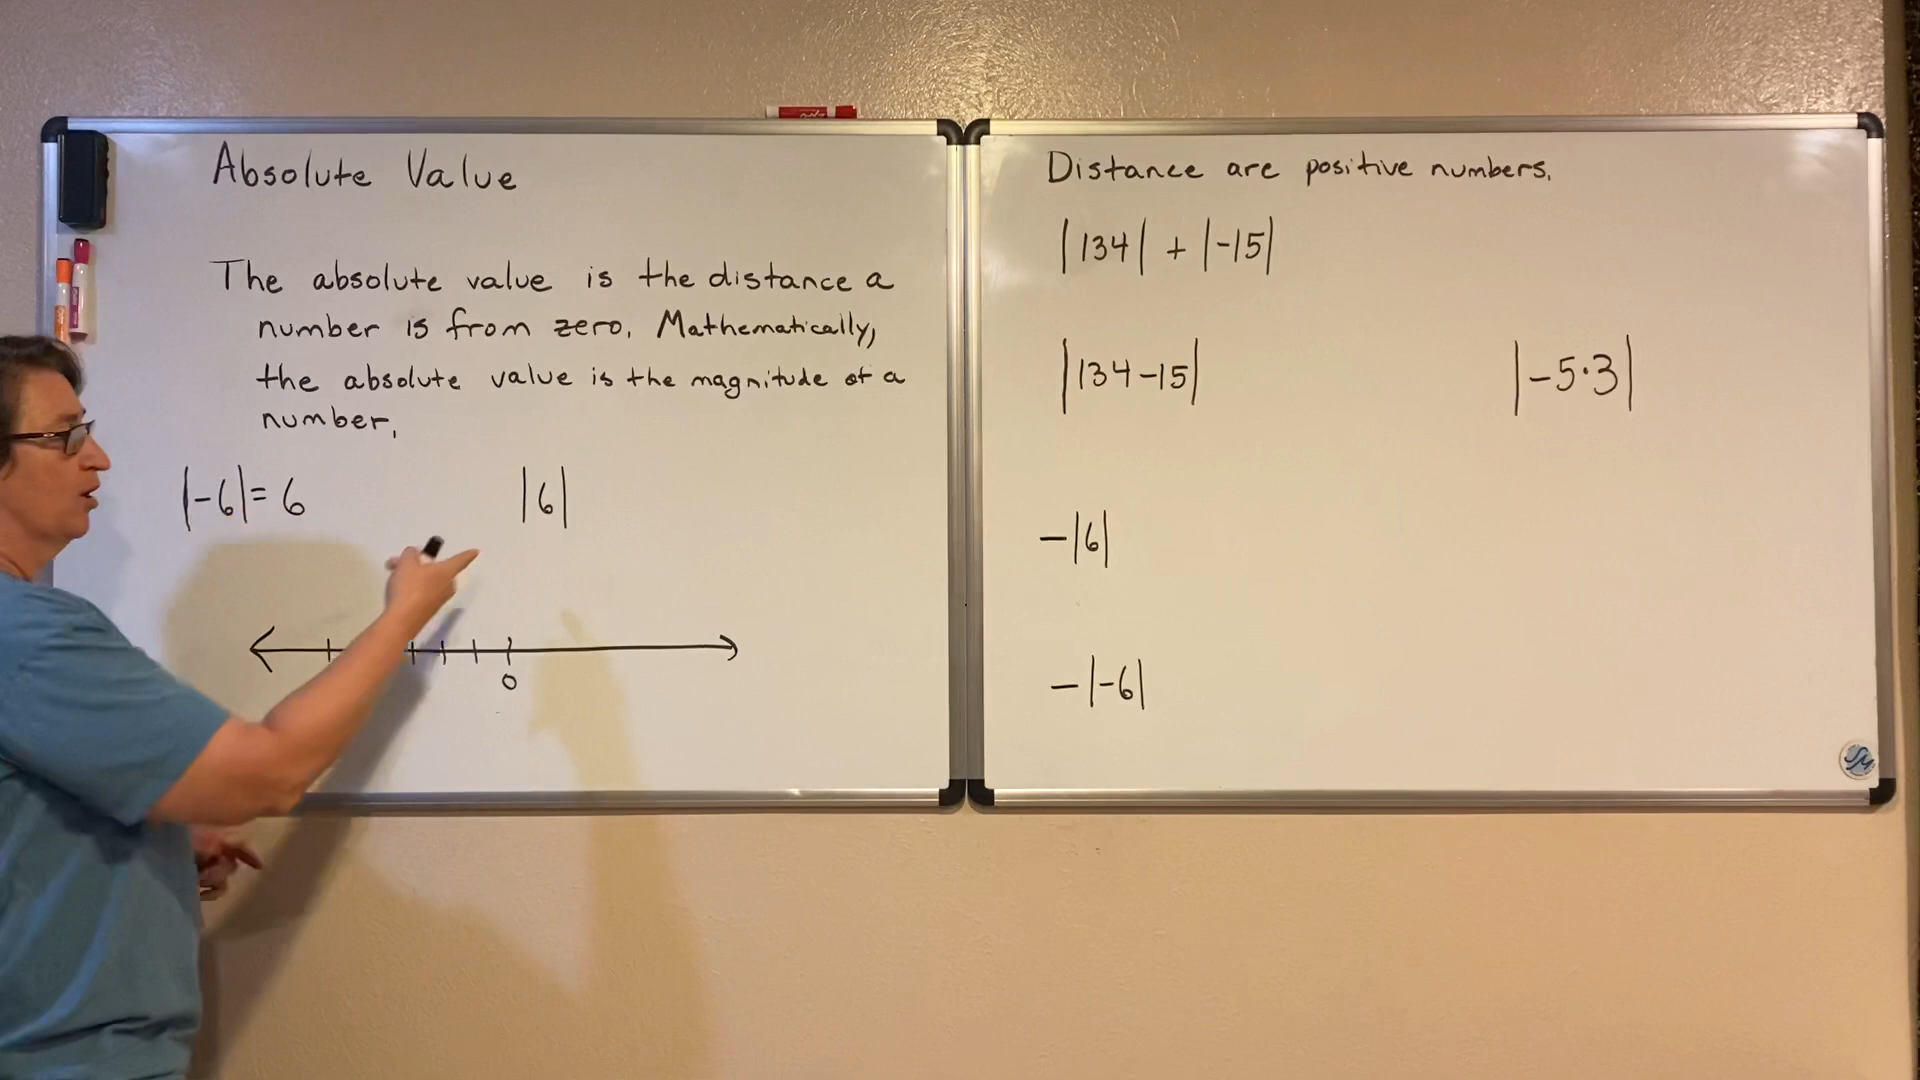 Absolute Value
The absolute value is the distance a
number is from zero. Mathematically,
the absolute value is the magnitude of a
number.
|-6| = 6
|6|
0
Distance are positive numbers.
|134| + |-15|
|134-15|
|-5·3|
-|6|
-|-6|
SM